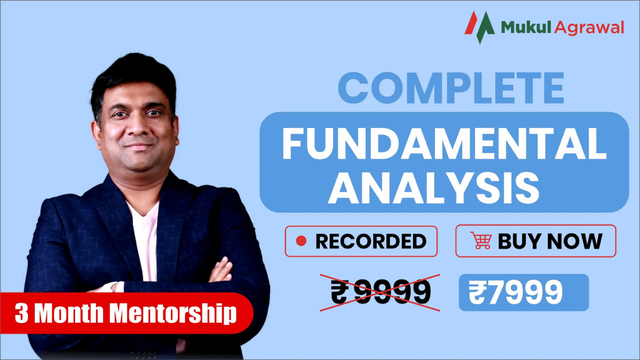 Mukul Agrawal
COMPLETE
FUNDAMENTAL
ANALYSIS
RECORDED
BUY NOW
₹9999
₹7999
3 Month Mentorship